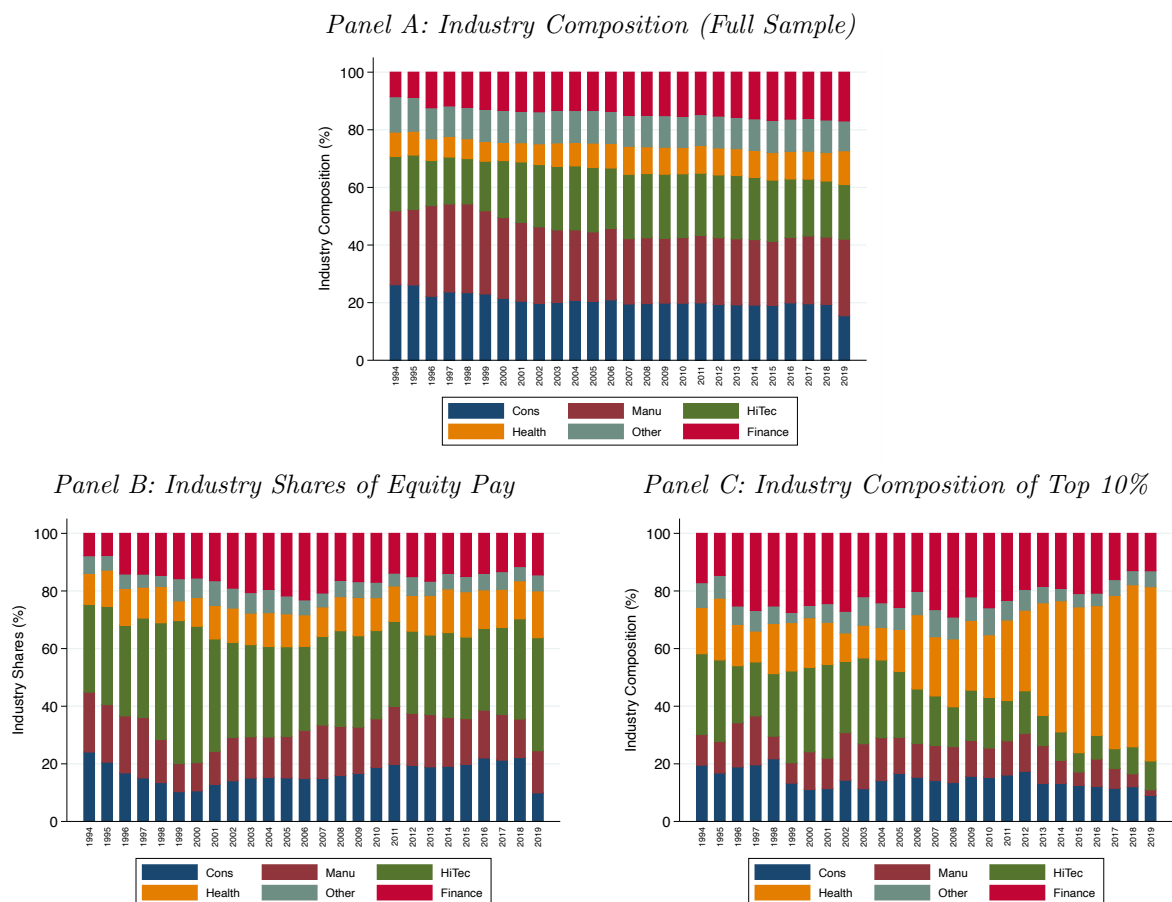 Panel A: Industry Composition (Full Sample)
Industry Composition (%)
100
80
60
40
20
0
1994 1995 1996 1997 1998 1999 2000 2001 2002 2003 2004 2005 2006 2007 2008 2009 2010 2011 2012 2013 2014 2015 2016 2017 2018 2019
Cons Manu HiTec
Health Other Finance
Panel B: Industry Shares of Equity Pay
Industry Shares (%)
100
80
60
40
20
0
1994 1995 1996 1997 1998 1999 2000 2001 2002 2003 2004 2005 2006 2007 2008 2009 2010 2011 2012 2013 2014 2015 2016 2017 2018 2019
Cons Manu HiTec
Health Other Finance
Panel C: Industry Composition of Top 10%
Industry Composition (%)
100
80
60
40
20
0
1994 1995 1996 1997 1998 1999 2000 2001 2002 2003 2004 2005 2006 2007 2008 2009 2010 2011 2012 2013 2014 2015 2016 2017 2018 2019
Cons Manu HiTec
Health Other Finance